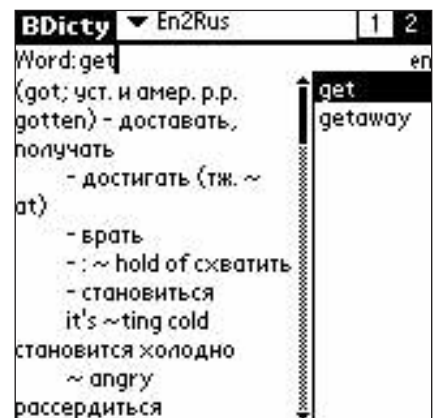 BDicty En2Rus 1 2
Word: get en
(got; уст. и амер. p.p.
gotten) - доставать,
получать
- достигать (тж. ~
at)
- брать
- : ~ hold of схватить
- становиться
it's ~ting cold
становится холодно
~ angry
рассердиться
get
getaway